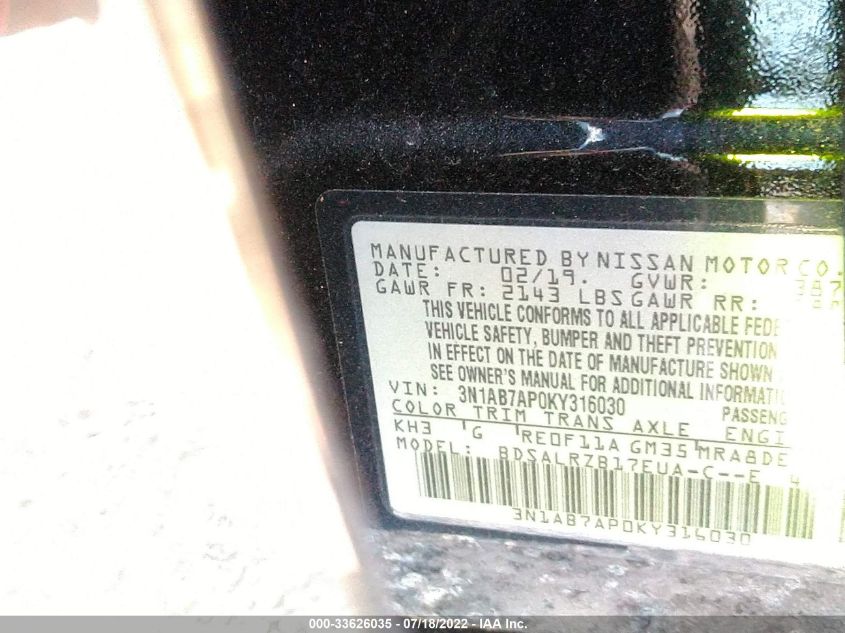 MANUFACTURED BY NISSAN MOTOR CO.
DATE: 02/19. GVWR:
GAWR FR: 2143 LBS GAWR RR:
THIS VEHICLE CONFORMS TO ALL APPLICABLE FEDE
VEHICLE SAFETY, BUMPER AND THEFT PREVENTION
IN EFFECT ON THE DATE OF MANUFACTURE SHOWN
SEE OWNER'S MANUAL FOR ADDITIONAL INFORMATI
VIN: 3N1AB7AP0KY316030 PASSENG
COLOR TRIM TRANS AXLE ENGI
KH3 G RE0F11A GM35 MRA8DE
MODEL: BDSALRZB17EUA-C--E 4
3N1AB7AP0KY316030
000-33626035 - 07/18/2022 - IAA Inc.